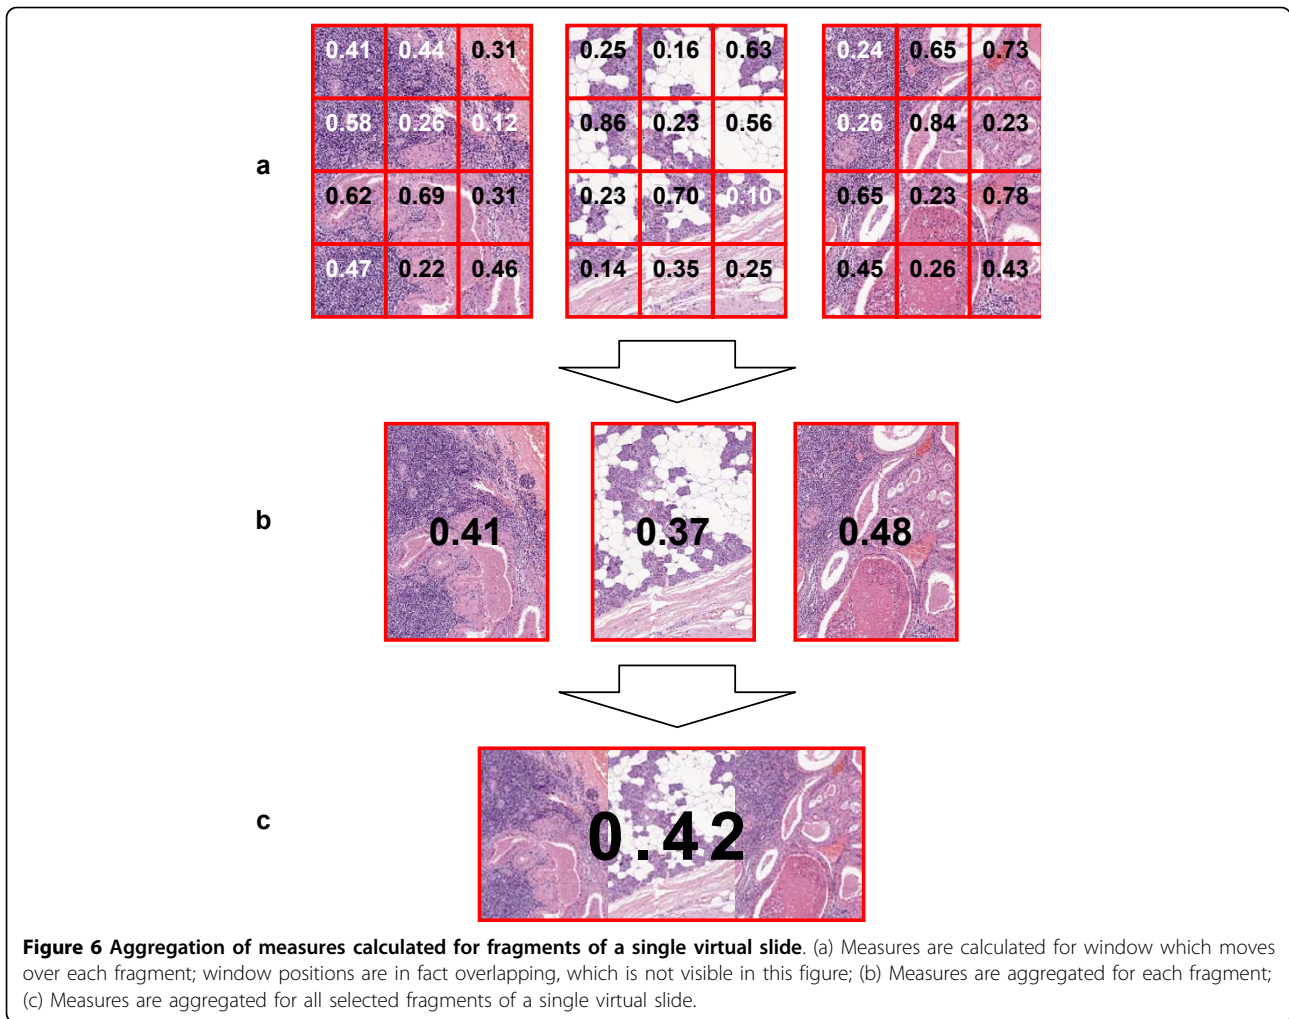 0.41 0.44 0.31 0.25 0.16 0.63 0.24 0.65 0.73
0.58 0.26 0.12 0.86 0.23 0.56 0.26 0.84 0.23
a
0.62 0.69 0.31 0.23 0.70 0.10 0.65 0.23 0.78
0.47 0.22 0.46 0.14 0.35 0.25 0.45 0.26 0.43
b
0.41 0.37 0.48
c
0.42
Figure 6 Aggregation of measures calculated for fragments of a single virtual slide. (a) Measures are calculated for window which moves
over each fragment; window positions are in fact overlapping, which is not visible in this figure; (b) Measures are aggregated for each fragment;
(c) Measures are aggregated for all selected fragments of a single virtual slide.